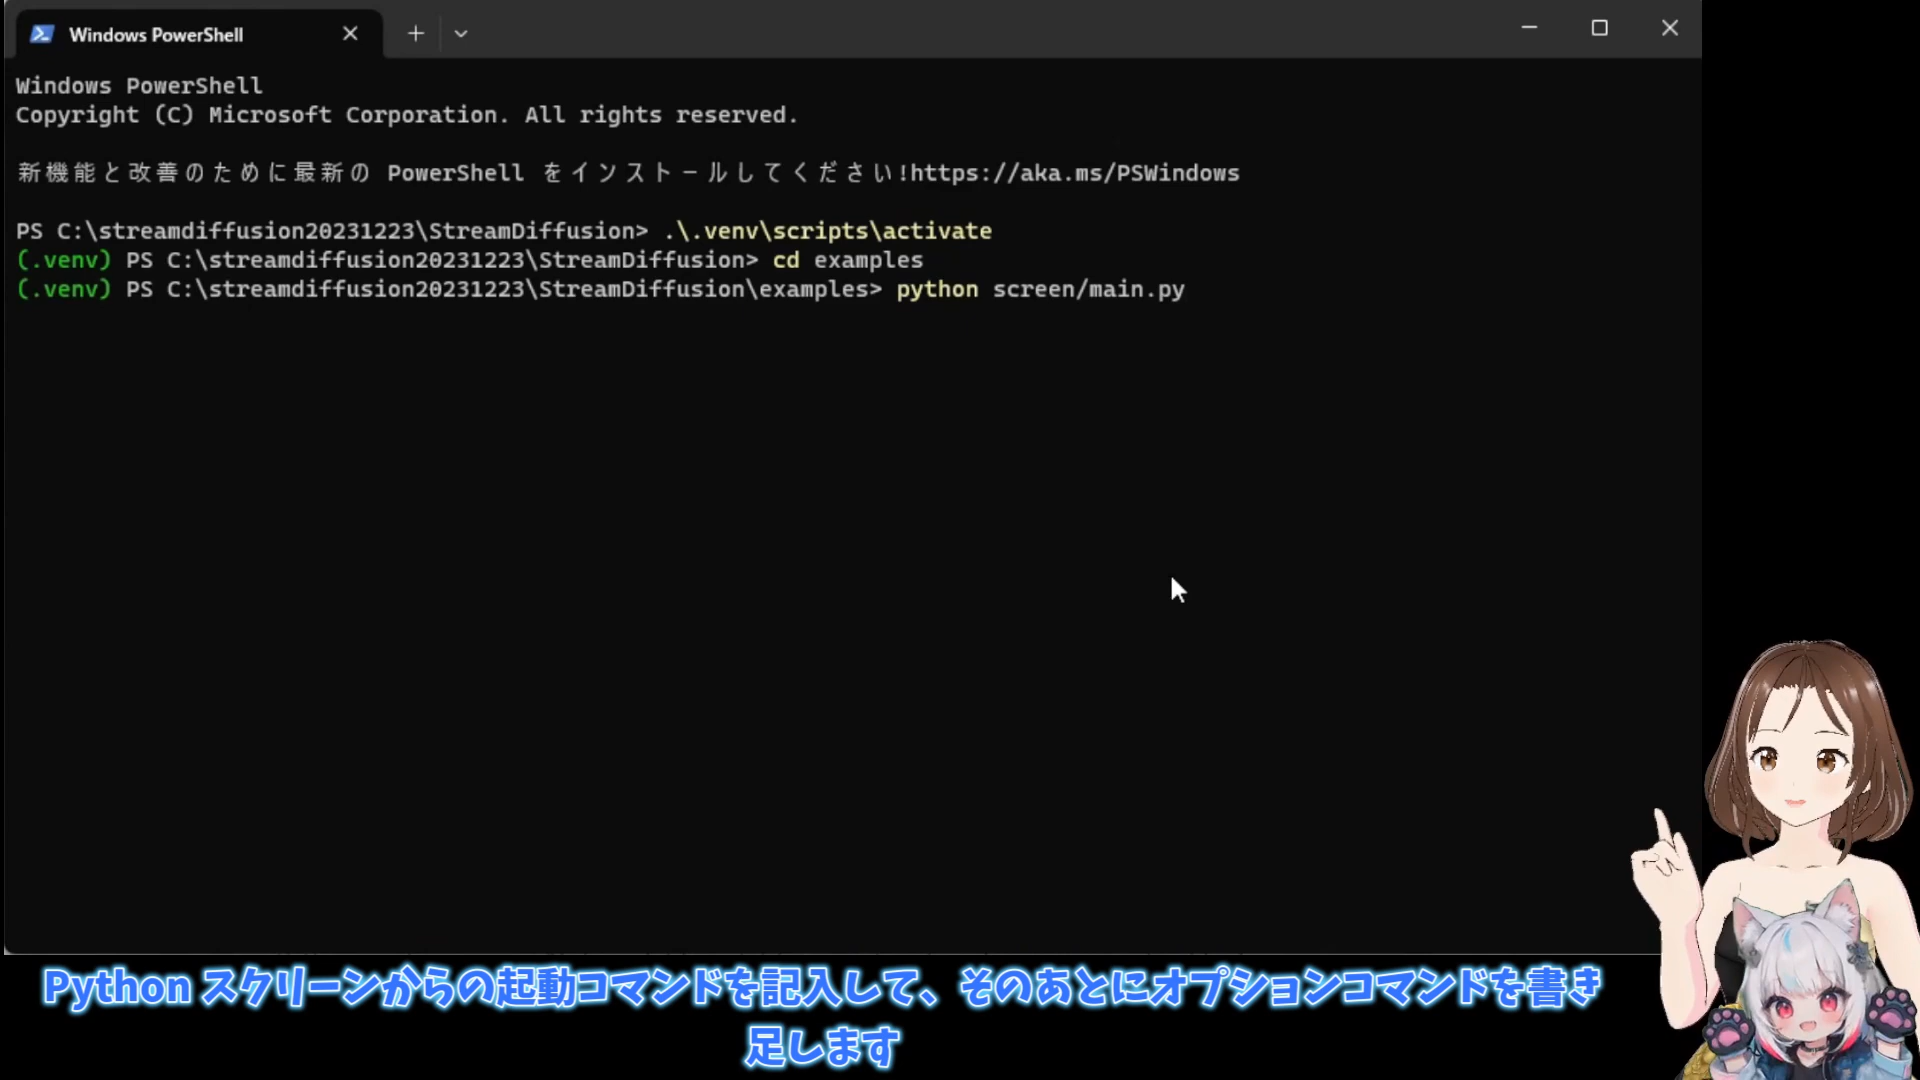 Windows PowerShell
Windows PowerShell
Copyright (C) Microsoft Corporation. All rights reserved.
新機能と改善のために最新の PowerShell をインストールしてください!https://aka.ms/PSWindows
PS C:\streamdiffusion20231223\StreamDiffusion> .\.venv\scripts\activate
(.venv) PS C:\streamdiffusion20231223\StreamDiffusion> cd examples
(.venv) PS C:\streamdiffusion20231223\StreamDiffusion\examples> python screen/main.py
Python スクリーンからの起動コマンドを記入して、そのあとにオプションコマンドを書き
足します